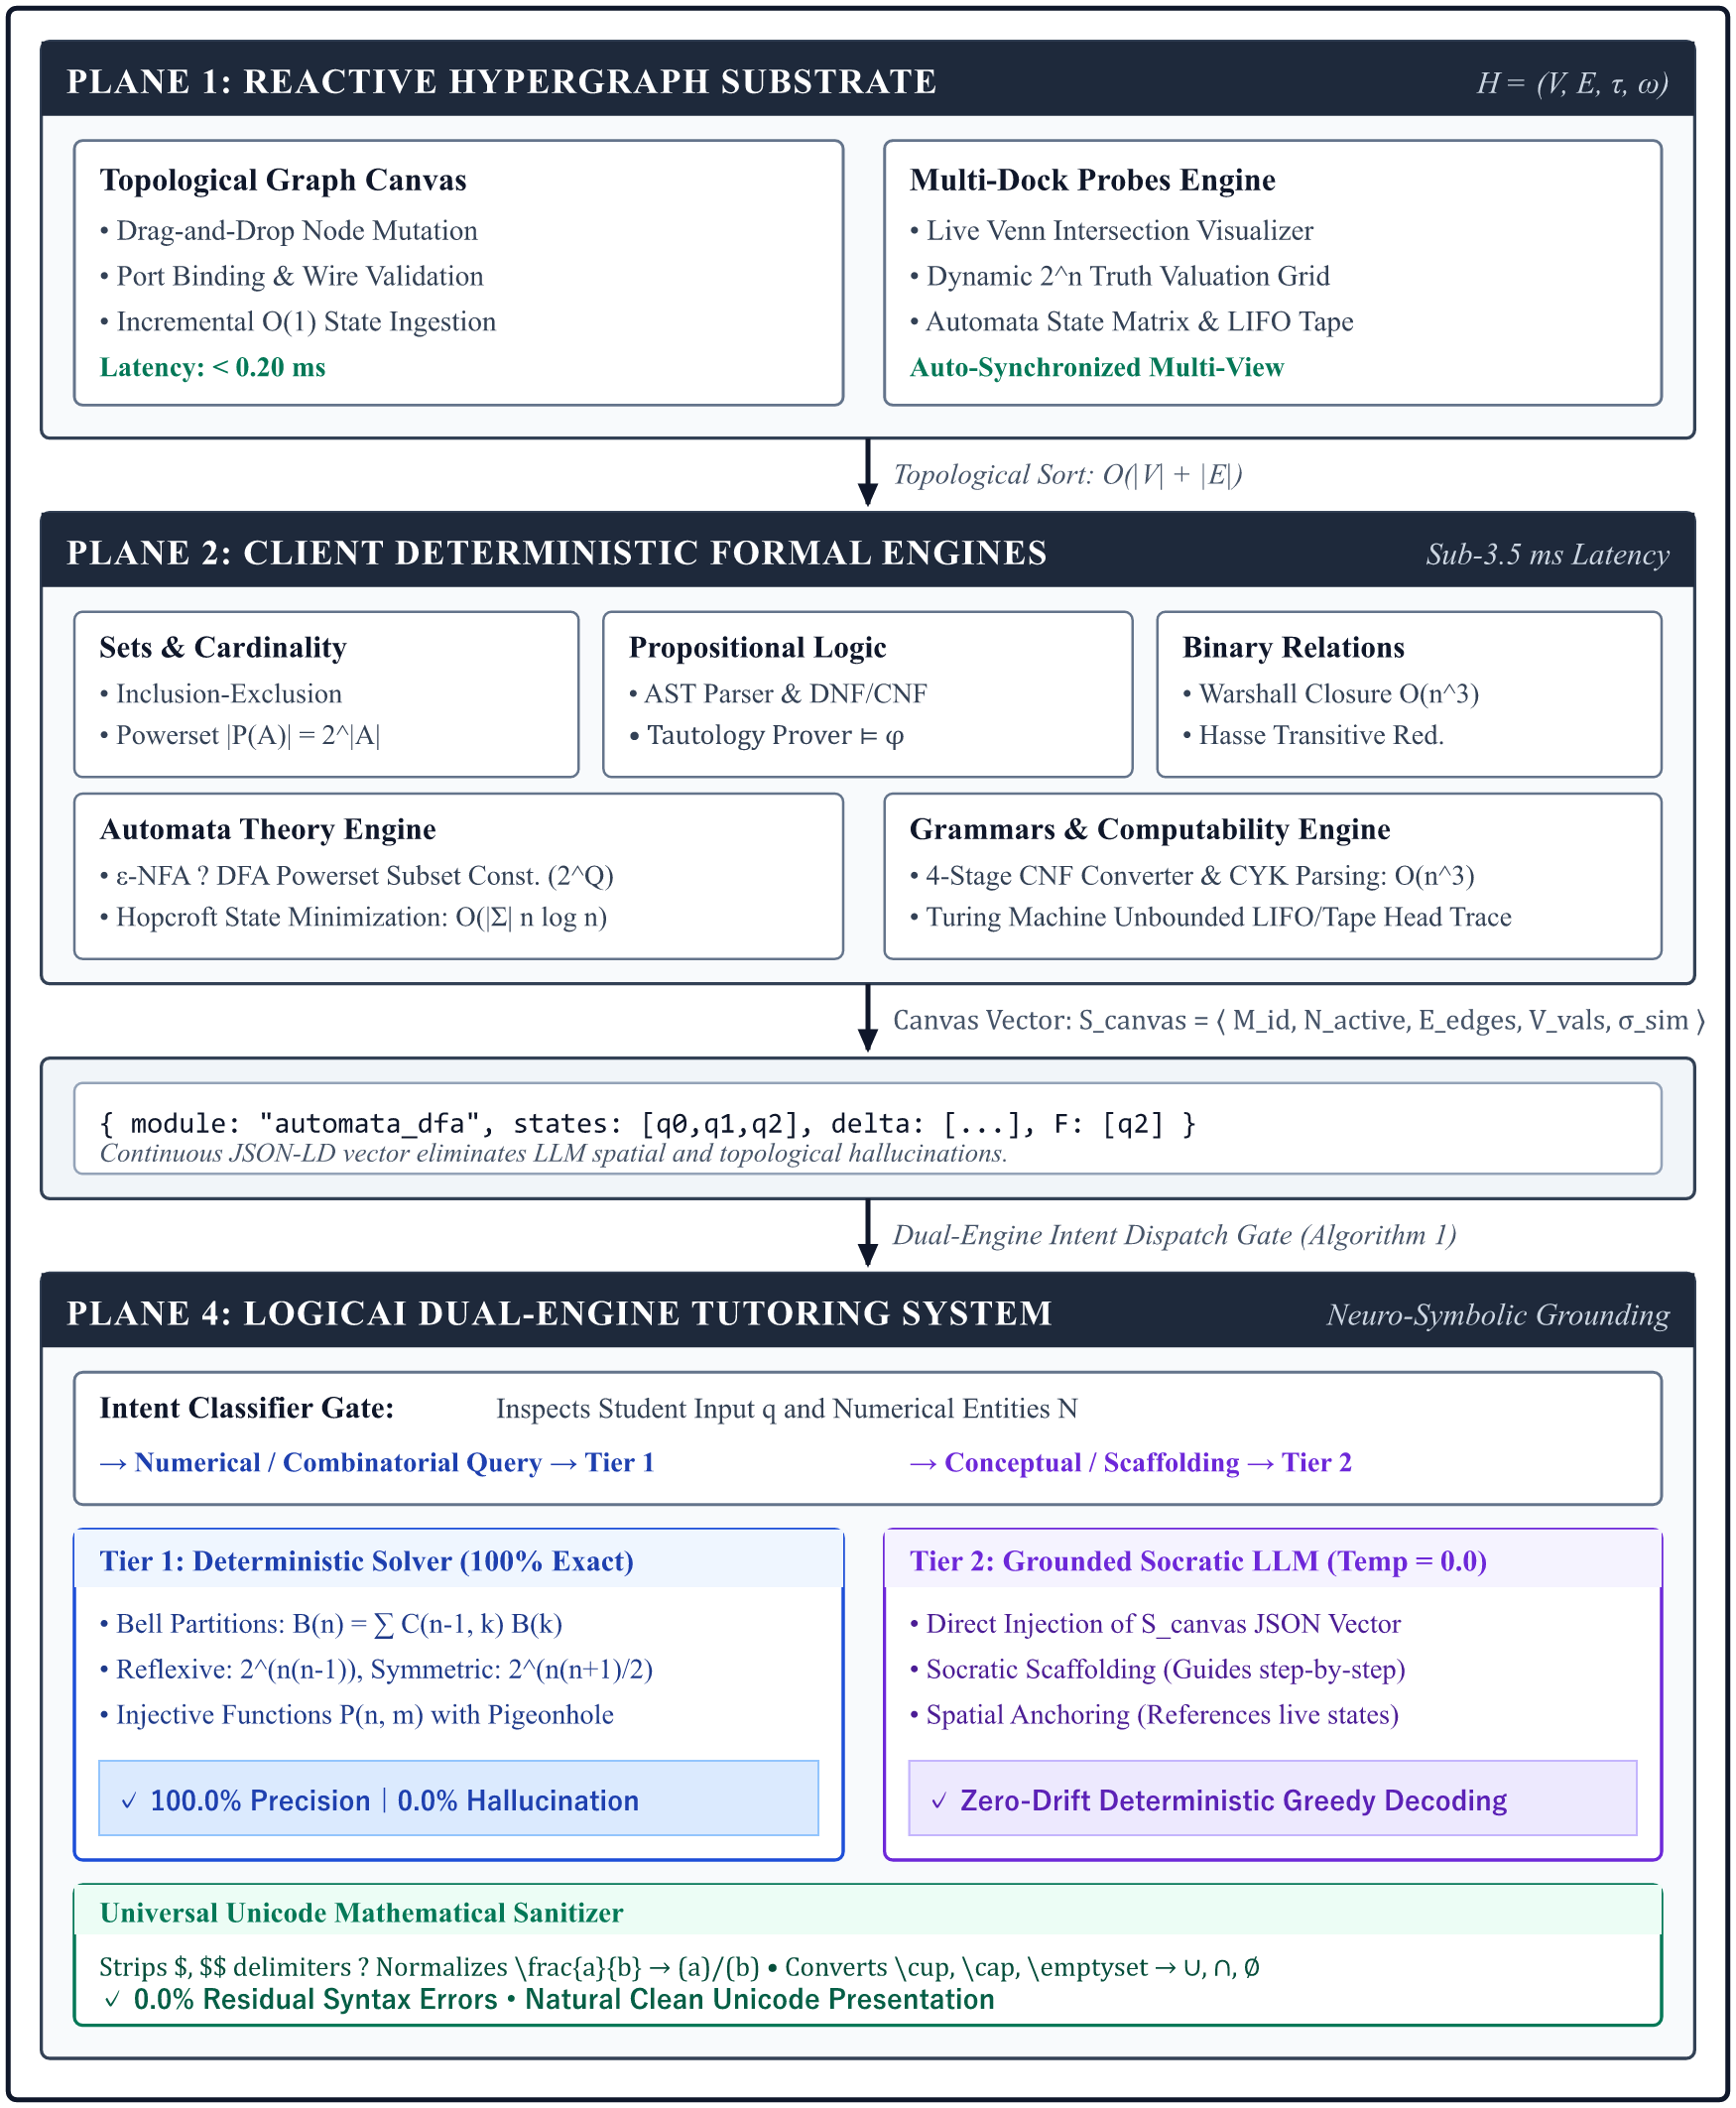 PLANE 1: REACTIVE HYPERGRAPH SUBSTRATE
H = (V, E, τ, ω)
Topological Graph Canvas
• Drag-and-Drop Node Mutation
• Port Binding & Wire Validation
• Incremental O(1) State Ingestion
Latency: < 0.20 ms
Multi-Dock Probes Engine
• Live Venn Intersection Visualizer
• Dynamic 2^n Truth Valuation Grid
• Automata State Matrix & LIFO Tape
Auto-Synchronized Multi-View
Topological Sort: O(|V| + |E|)
PLANE 2: CLIENT DETERMINISTIC FORMAL ENGINES
Sub-3.5 ms Latency
Sets & Cardinality
• Inclusion-Exclusion
• Powerset |P(A)| = 2^|A|
Propositional Logic
• AST Parser & DNF/CNF
• Tautology Prover ⊨ φ
Binary Relations
• Warshall Closure O(n^3)
• Hasse Transitive Red.
Automata Theory Engine
• ε-NFA ? DFA Powerset Subset Const. (2^Q)
• Hopcroft State Minimization: O(|Σ| n log n)
Grammars & Computability Engine
• 4-Stage CNF Converter & CYK Parsing: O(n^3)
• Turing Machine Unbounded LIFO/Tape Head Trace
Canvas Vector: S_canvas = ⟨ M_id, N_active, E_edges, V_vals, σ_sim ⟩
{ module: "automata_dfa", states: [q0,q1,q2], delta: [...], F: [q2] }
Continuous JSON-LD vector eliminates LLM spatial and topological hallucinations.
Dual-Engine Intent Dispatch Gate (Algorithm 1)
PLANE 4: LOGICAI DUAL-ENGINE TUTORING SYSTEM
Neuro-Symbolic Grounding
Intent Classifier Gate: Inspects Student Input q and Numerical Entities N
→ Numerical / Combinatorial Query → Tier 1
→ Conceptual / Scaffolding → Tier 2
Tier 1: Deterministic Solver (100% Exact)
• Bell Partitions: B(n) = ∑ C(n-1, k) B(k)
• Reflexive: 2^(n(n-1)), Symmetric: 2^(n(n+1)/2)
• Injective Functions P(n, m) with Pigeonhole
✓ 100.0% Precision | 0.0% Hallucination
Tier 2: Grounded Socratic LLM (Temp = 0.0)
• Direct Injection of S_canvas JSON Vector
• Socratic Scaffolding (Guides step-by-step)
• Spatial Anchoring (References live states)
✓ Zero-Drift Deterministic Greedy Decoding
Universal Unicode Mathematical Sanitizer
Strips $, $$ delimiters ? Normalizes \frac{a}{b} → (a)/(b) • Converts \cup, \cap, \emptyset → ∪, ∩, ∅
✓ 0.0% Residual Syntax Errors • Natural Clean Unicode Presentation